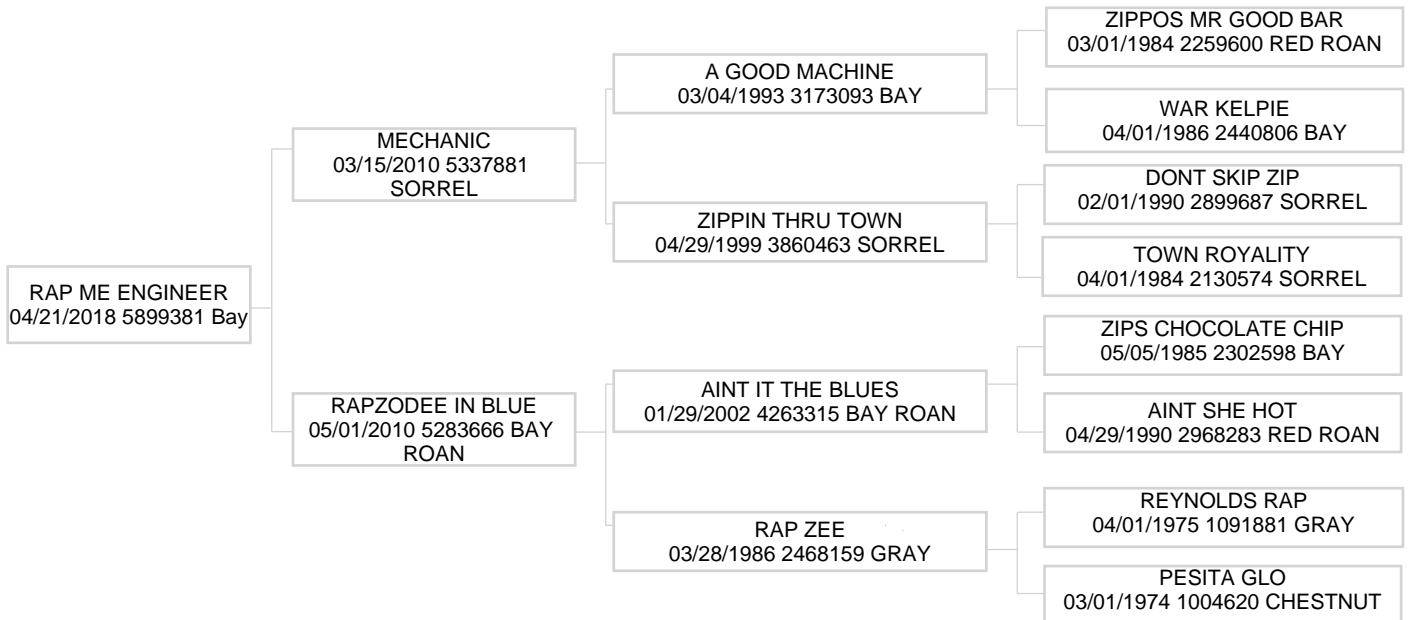 ZIPPOS MR GOOD BAR
03/01/1984 2259600 RED ROAN
A GOOD MACHINE
03/04/1993 3173093 BAY
WAR KELPIE
04/01/1986 2440806 BAY
MECHANIC
03/15/2010 5337881
SORREL
DONT SKIP ZIP
02/01/1990 2899687 SORREL
ZIPPIN THRU TOWN
04/29/1999 3860463 SORREL
TOWN ROYALITY
04/01/1984 2130574 SORREL
RAP ME ENGINEER
04/21/2018 5899381 Bay
ZIPS CHOCOLATE CHIP
05/05/1985 2302598 BAY
AINT IT THE BLUES
01/29/2002 4263315 BAY ROAN
AINT SHE HOT
04/29/1990 2968283 RED ROAN
RAPZODEE IN BLUE
05/01/2010 5283666 BAY
ROAN
REYNOLDS RAP
04/01/1975 1091881 GRAY
RAP ZEE
03/28/1986 2468159 GRAY
PESITA GLO
03/01/1974 1004620 CHESTNUT